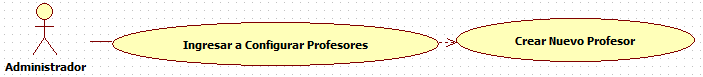 Ingresar a Configurar Profesores
Crear Nuevo Profesor
Administrador